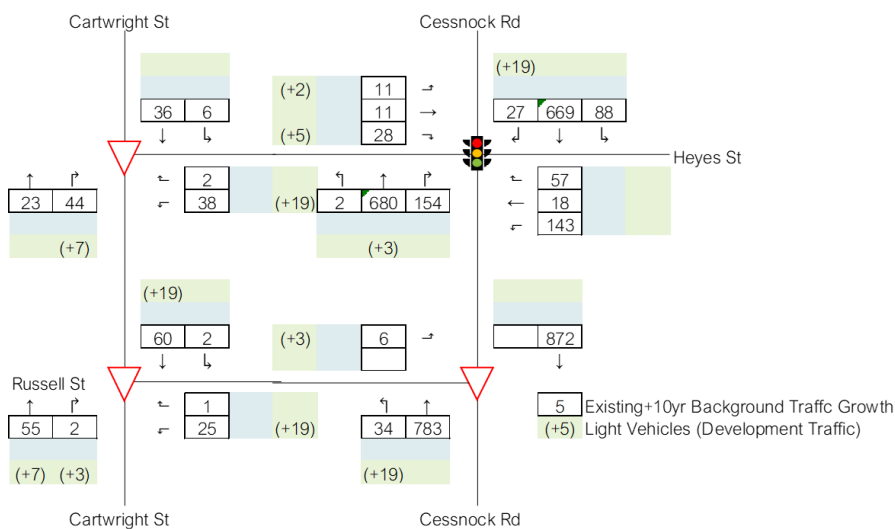 Cartwright St Cessnock Rd
(+19)
(+2) 11
36 6 11 27 669 88
(+5) 28
Heyes St
2 57
23 44 38 (+19) 2 680 154 18
(+7) (+3) 143
(+19)
60 2 (+3) 6 872
Russell St
1 5 Existing+10yr Background Traffc Growth
55 2 25 (+19) 34 783 (+5) Light Vehicles (Development Traffic)
(+7) (+3) (+19)
Cartwright St Cessnock Rd